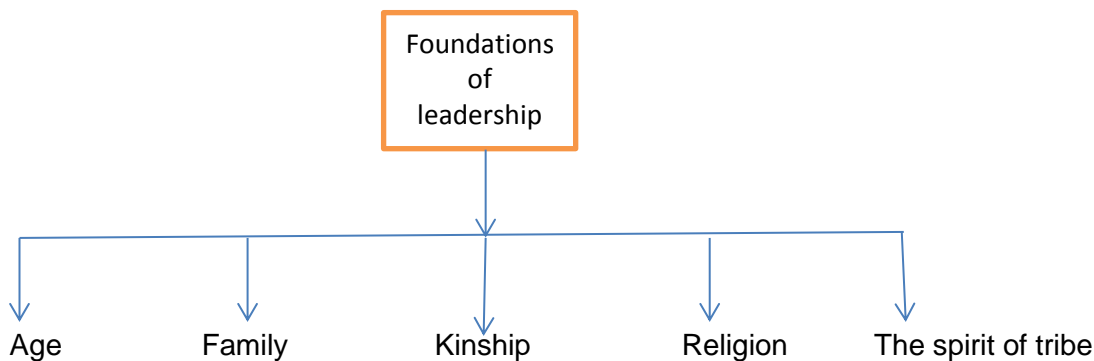 Foundations
of
leadership
Age Family Kinship Religion The spirit of tribe